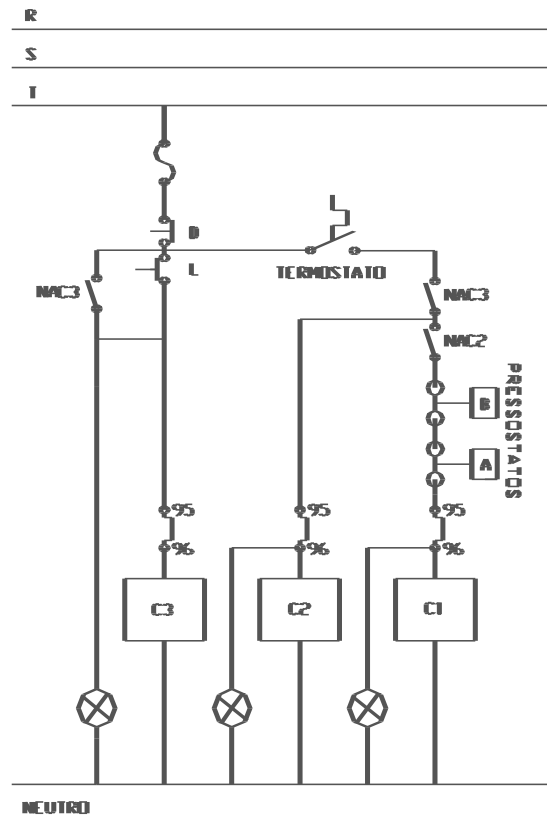 R
S
T
D
L
NAC3
TERMOSTATO
NAC3
NAC2
B
A
PRESSOSTATOS
95
96
95
96
95
96
C3
C2
C1
NEUTRO